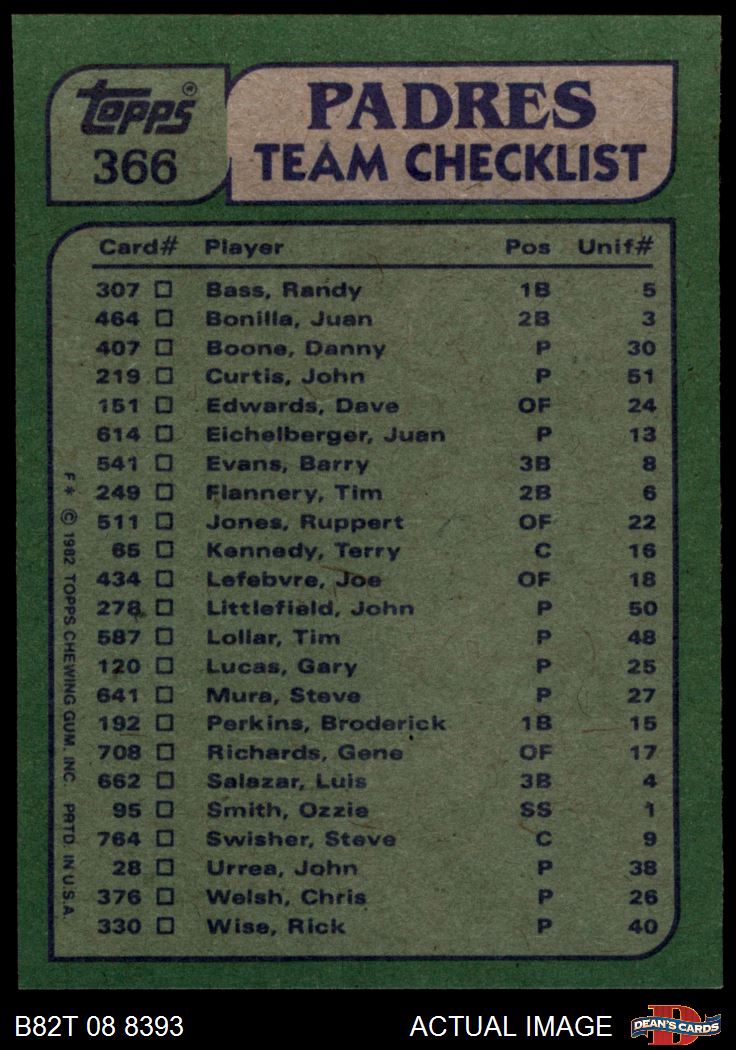 Topps®
366
PADRES
TEAM CHECKLIST
Card# Player Pos Unif#
307 Bass, Randy 1B 5
464 Bonilla, Juan 2B 3
407 Boone, Danny P 30
219 Curtis, John P 51
151 Edwards, Dave OF 24
614 Eichelberger, Juan P 13
541 Evans, Barry 3B 8
249 Flannery, Tim 2B 6
511 Jones, Ruppert OF 22
65 Kennedy, Terry C 16
434 Lefebvre, Joe OF 18
278 Littlefield, John P 50
587 Lollar, Tim P 48
120 Lucas, Gary P 25
641 Mura, Steve P 27
192 Perkins, Broderick 1B 15
708 Richards, Gene OF 17
662 Salazar, Luis 3B 4
95 Smith, Ozzie SS 1
764 Swisher, Steve C 9
28 Urrea, John P 38
376 Welsh, Chris P 26
330 Wise, Rick P 40
F * © 1982 TOPPS CHEWING GUM, INC. PRTD. IN U.S.A.
B82T 08 8393 ACTUAL IMAGE
DEAN'S CARDS